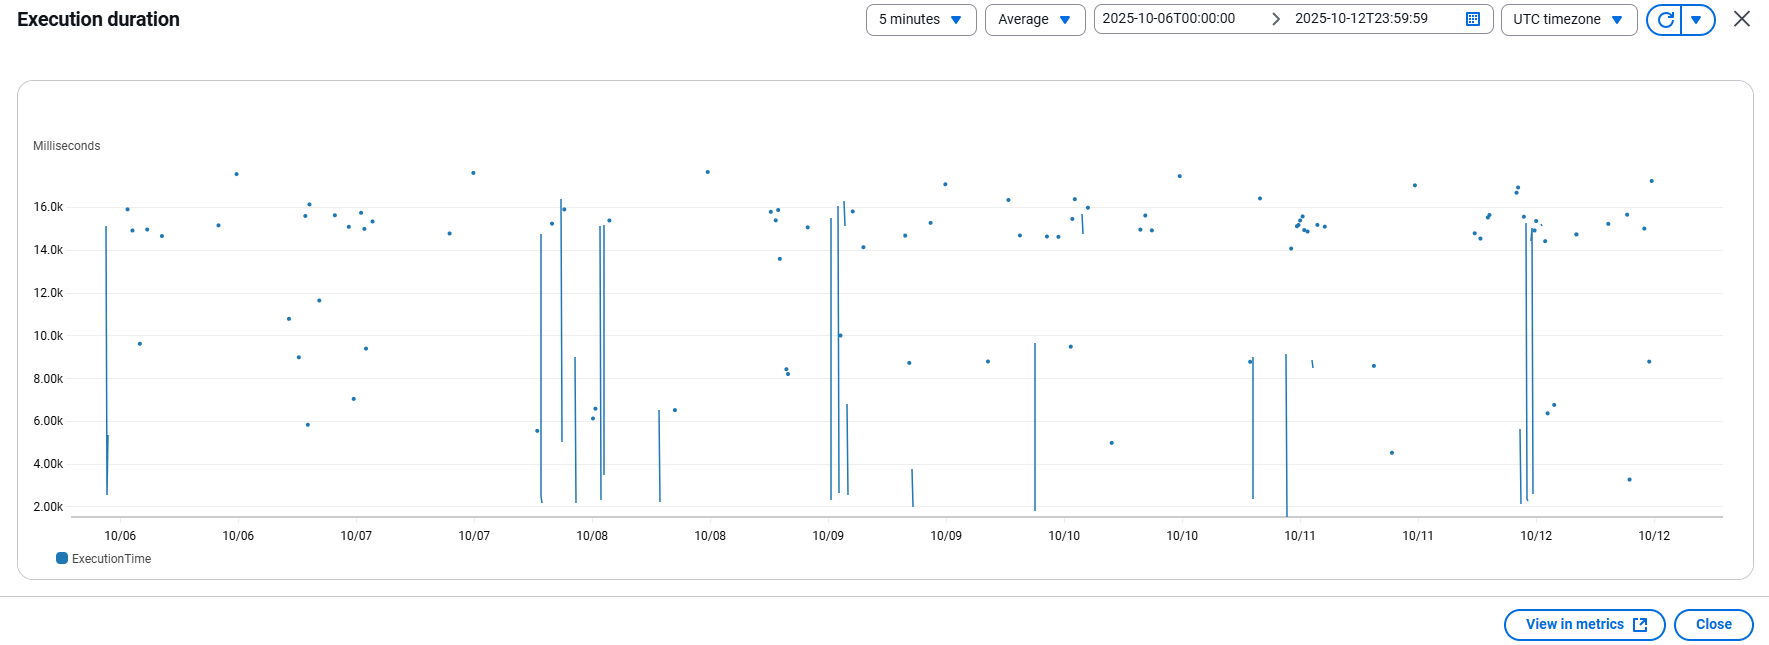 Execution duration
5 minutes
Average
2025-10-06T00:00:00
2025-10-12T23:59:59
UTC timezone
Milliseconds
16.0k
14.0k
12.0k
10.0k
8.00k
6.00k
4.00k
2.00k
10/06 10/06 10/07 10/07 10/08 10/08 10/09 10/09 10/10 10/10 10/11 10/11 10/12 10/12
ExecutionTime
View in metrics
Close